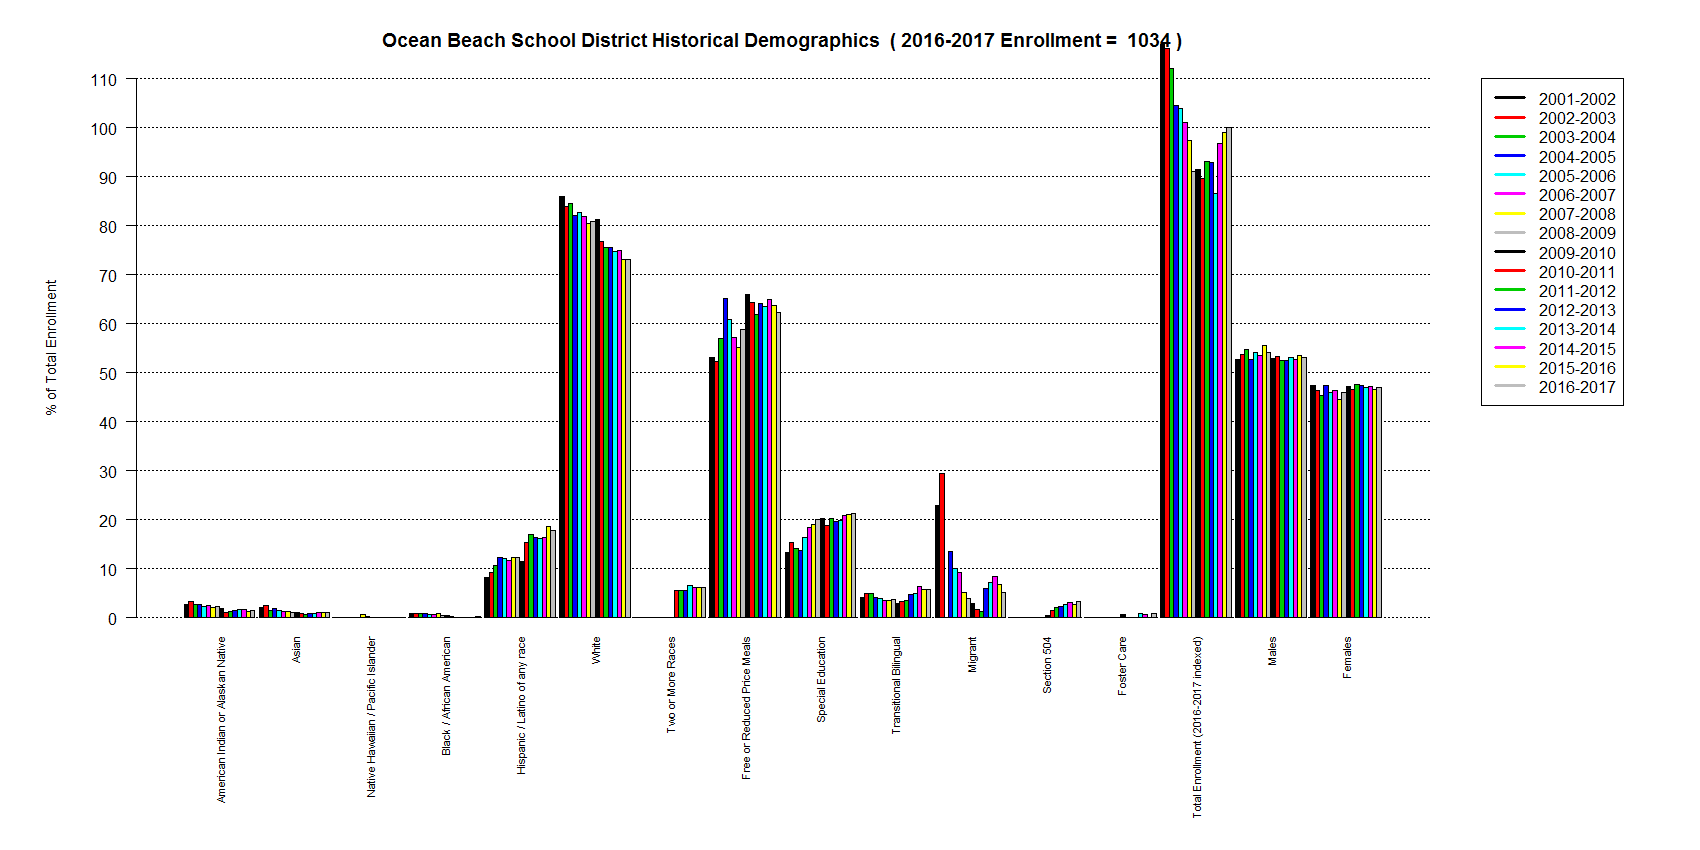 Ocean Beach School District Historical Demographics ( 2016-2017 Enrollment = 1034 )
% of Total Enrollment
110
100
90
80
70
60
50
40
30
20
10
0
American Indian or Alaskan Native
Asian
Native Hawaiian / Pacific Islander
Black / African American
Hispanic / Latino of any race
White
Two or More Races
Free or Reduced Price Meals
Special Education
Transitional Bilingual
Migrant
Section 504
Foster Care
Total Enrollment (2016-2017 indexed)
Males
Females
2001-2002
2002-2003
2003-2004
2004-2005
2005-2006
2006-2007
2007-2008
2008-2009
2009-2010
2010-2011
2011-2012
2012-2013
2013-2014
2014-2015
2015-2016
2016-2017